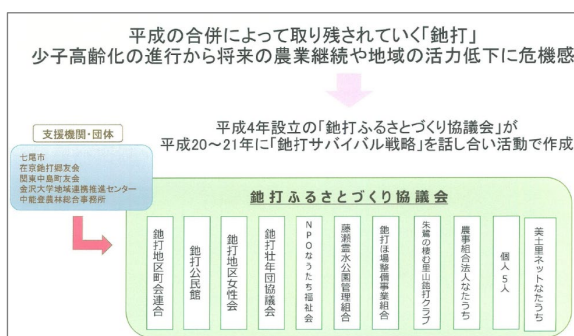 平成の合併によって取り残されていく「釶打」
少子高齢化の進行から将来の農業継続や地域の活力低下に危機感
平成4年設立の「釶打ふるさとづくり協議会」が
平成20~21年に「釶打サバイバル戦略」を話し合い活動で作成
支援機関・団体
七尾市
在京釶打郷友会
関東中島町友会
金沢大学地域連携推進センター
中能登農林総合事務所
釶打ふるさとづくり協議会
釶打地区町会連合
釶打公民館
釶打地区女性会
釶打壮年団協議会
NPOなうたち福祉会
藤瀬霊水公園管理組合
釶打ほ場整備事業組合
朱鷺の棲む里山釶打クラブ
農事組合法人なたうち
個人5人
美土里ネットなたうち